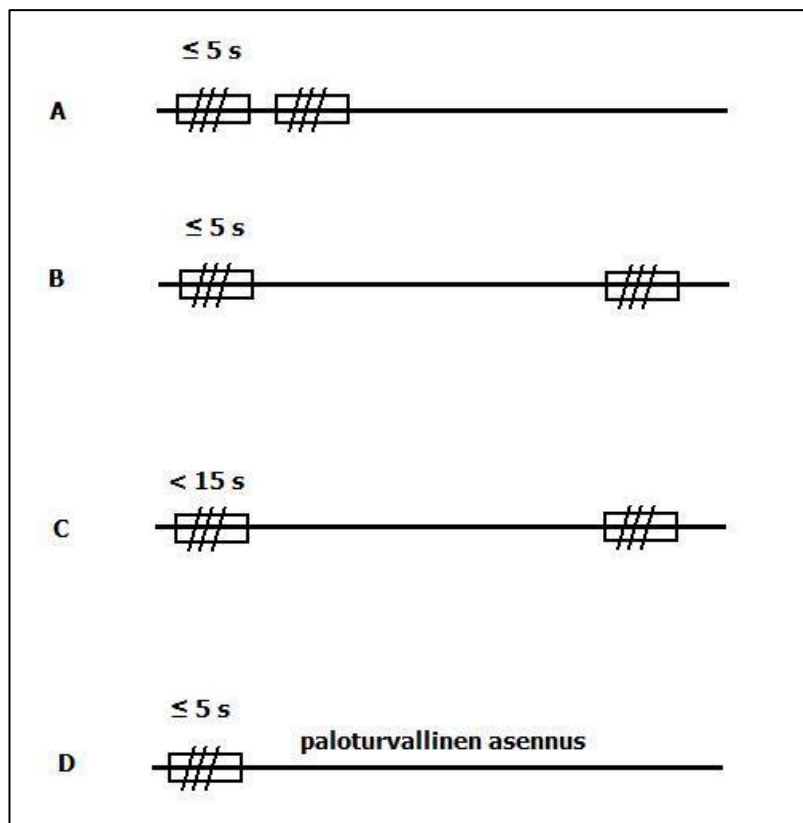 ≤ 5 s
A
≤ 5 s
B
< 15 s
C
≤ 5 s
paloturvallinen asennus
D